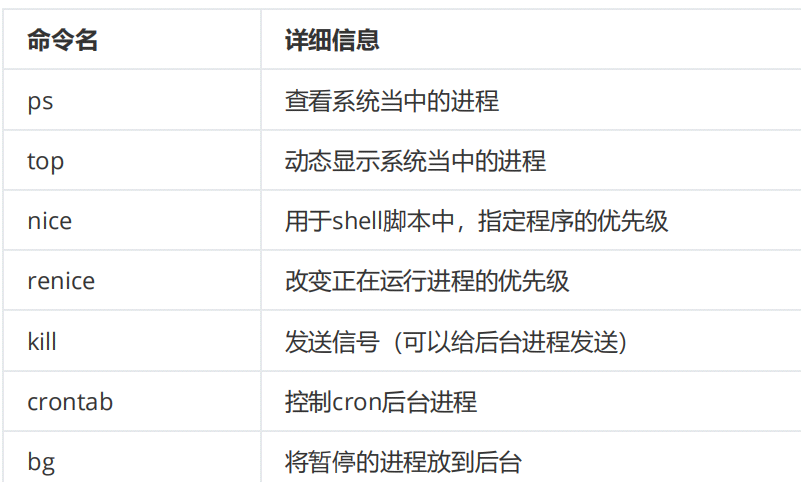 命令名 详细信息
ps 查看系统当中的进程
top 动态显示系统当中的进程
nice 用于shell脚本中，指定程序的优先级
renice 改变正在运行进程的优先级
kill 发送信号（可以给后台进程发送）
crontab 控制cron后台进程
bg 将暂停的进程放到后台